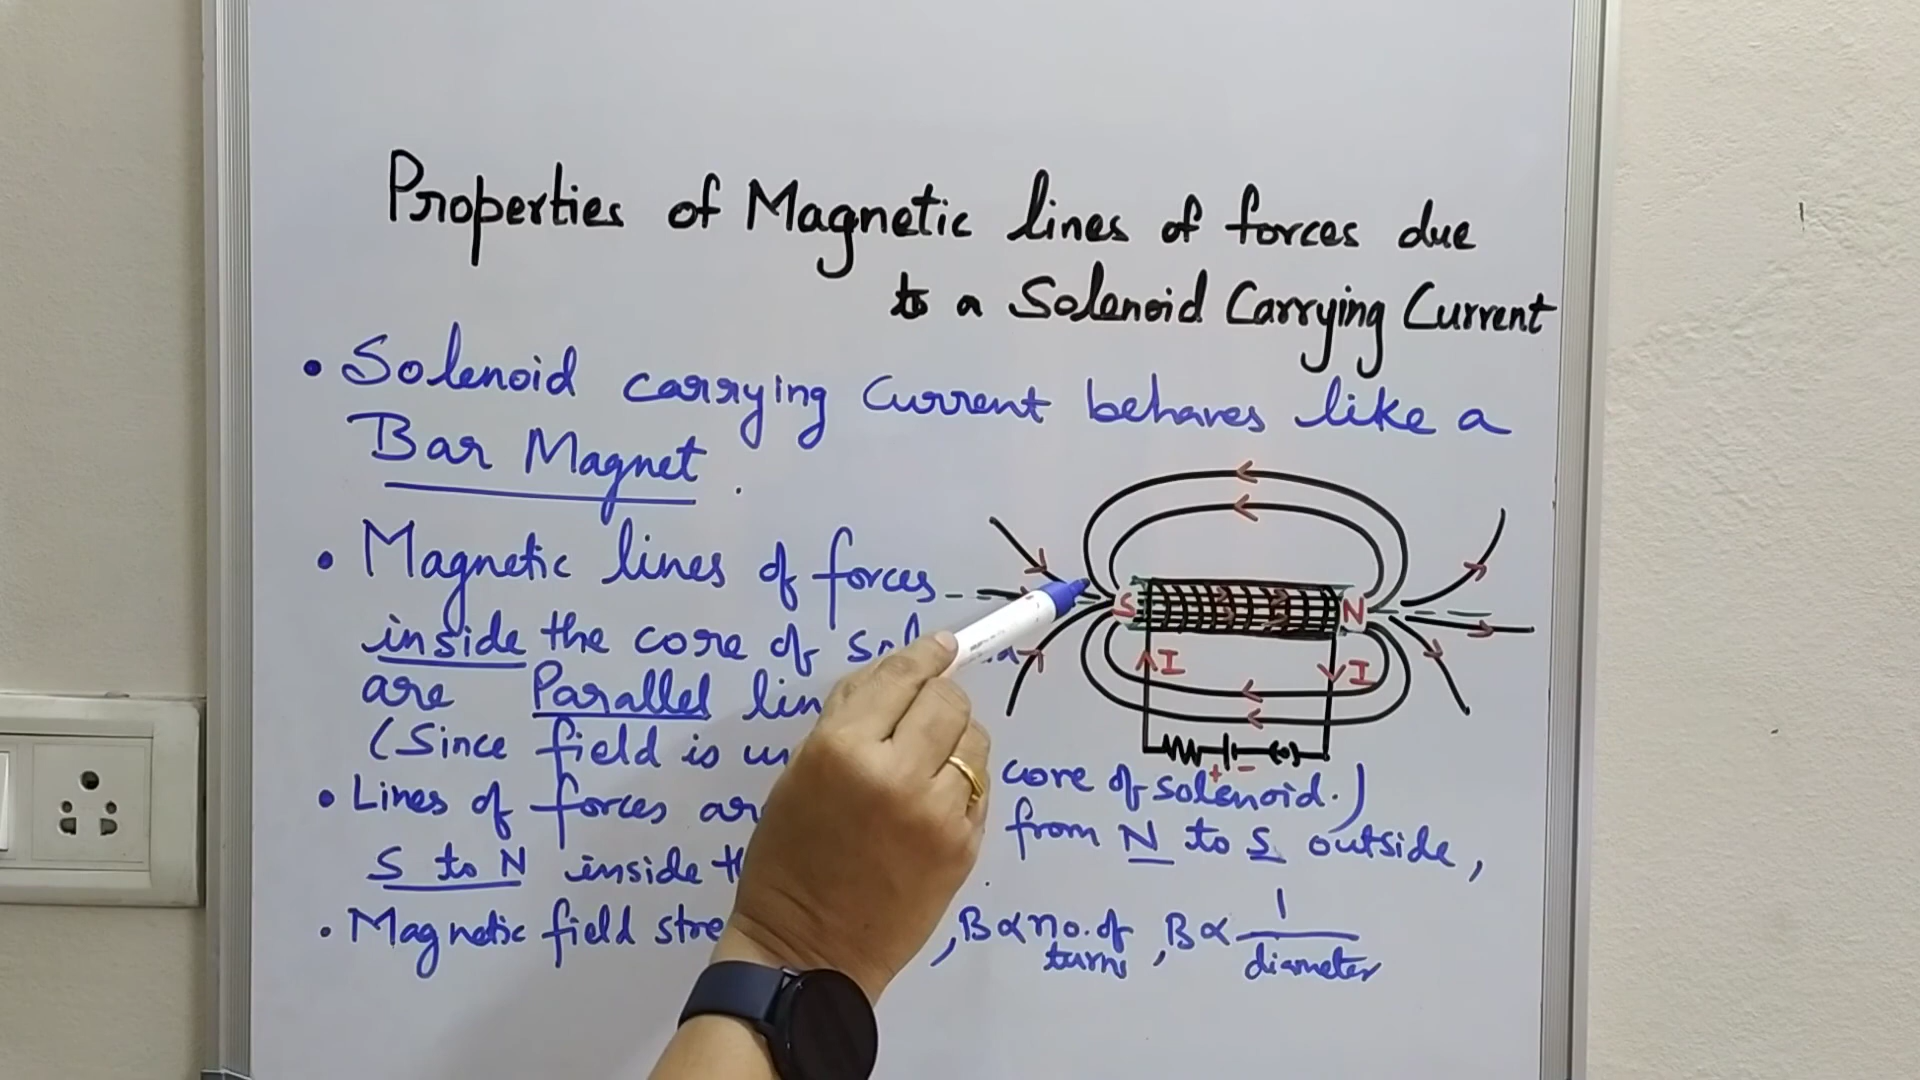 Properties of Magnetic lines of forces due
to a Solenoid Carrying Current
• Solenoid carrying current behaves like a
Bar Magnet.
• Magnetic lines of forces
inside the core of
are Parallel
(Since field is
core of solenoid.)
• Lines of forces
from N to S outside,
S to N inside
• Magnetic field
, B ∝ no. of turns , B ∝ 1/diameter
S N
I I
+ -